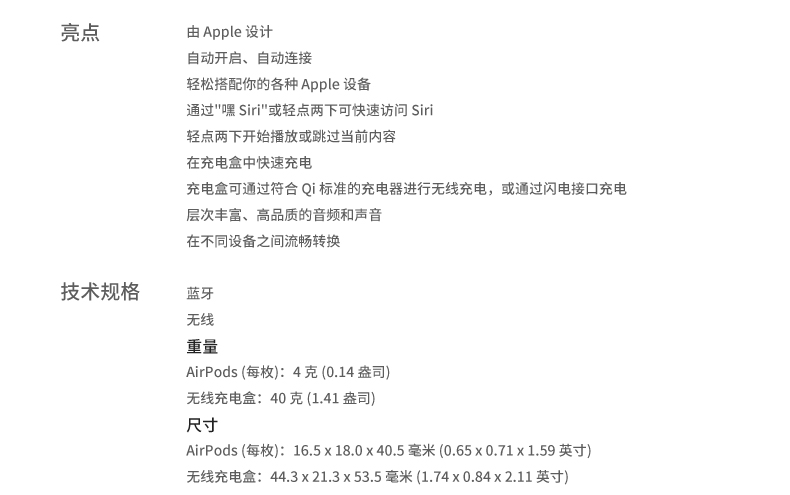 亮点
由 Apple 设计
自动开启、自动连接
轻松搭配你的各种 Apple 设备
通过"嘿 Siri"或轻点两下可快速访问 Siri
轻点两下开始播放或跳过当前内容
在充电盒中快速充电
充电盒可通过符合 Qi 标准的充电器进行无线充电，或通过闪电接口充电
层次丰富、高品质的音频和声音
在不同设备之间流畅转换
技术规格
蓝牙
无线
重量
AirPods (每枚)：4 克 (0.14 盎司)
无线充电盒：40 克 (1.41 盎司)
尺寸
AirPods (每枚)：16.5 x 18.0 x 40.5 毫米 (0.65 x 0.71 x 1.59 英寸)
无线充电盒：44.3 x 21.3 x 53.5 毫米 (1.74 x 0.84 x 2.11 英寸)